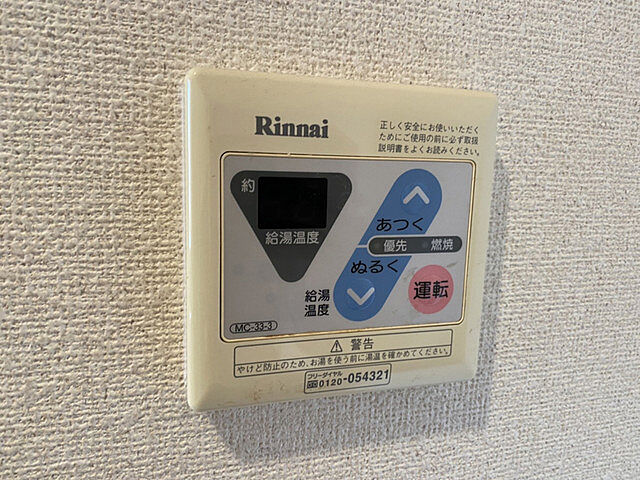 Rinnai
正しく安全にお使いいただく
ためにご使用の前に必ず取扱
説明書をよくお読みください。
約
給湯温度
あつく
優先 燃焼
ぬるく
給湯
温度
運転
MC-33-3
⚠ 警告
やけど防止のため、お湯を使う前に湯温を確かめてください。
フリーダイヤル
0120-054321